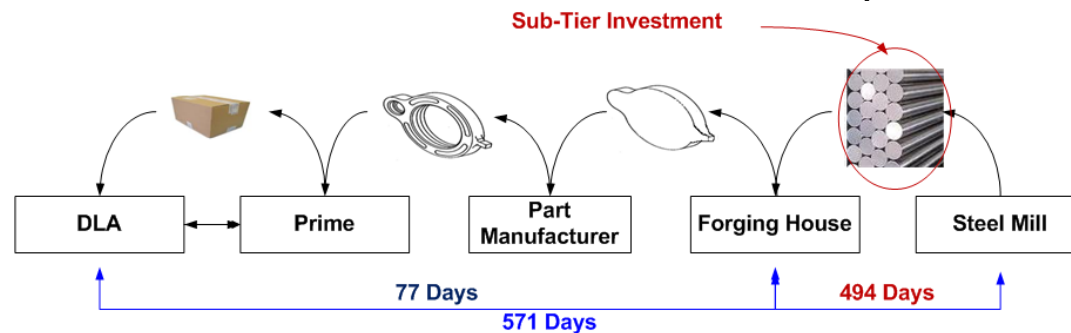 Sub-Tier Investment
DLA
Prime
Part
Manufacturer
Forging House
Steel Mill
77 Days
494 Days
571 Days